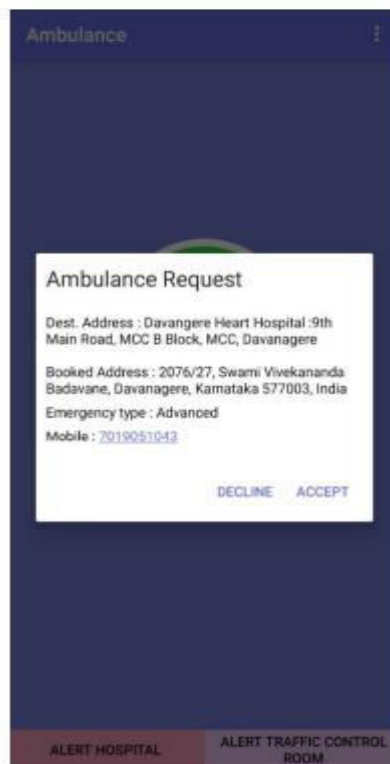 Ambulance
Ambulance Request
Dest. Address : Davangere Heart Hospital :9th
Main Road, MCC B Block, MCC, Davanagere
Booked Address : 2076/27, Swami Vivekananda
Badavane, Davanagere, Karnataka 577003, India
Emergency type : Advanced
Mobile : 7019051043
DECLINE ACCEPT
ALERT HOSPITAL
ALERT TRAFFIC CONTROL
ROOM